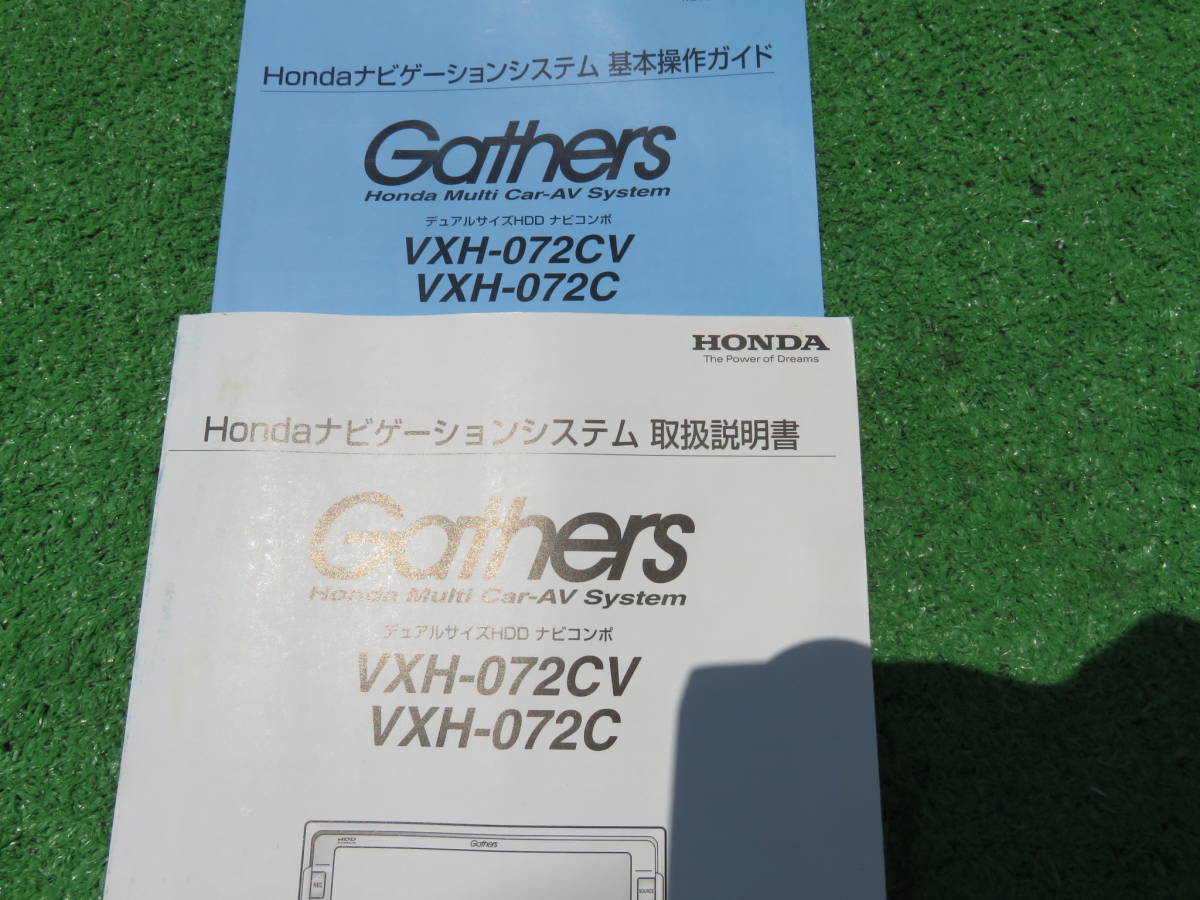 Hondaナビゲーションシステム 基本操作ガイド
Gathers
Honda Multi Car-AV System
デュアルサイズHDD ナビコンポ
VXH-072CV
VXH-072C
HONDA
The Power of Dreams
Hondaナビゲーションシステム 取扱説明書
Gathers
Honda Multi Car-AV System
デュアルサイズHDD ナビコンポ
VXH-072CV
VXH-072C
HDD
Gathers
REC
SOURCE